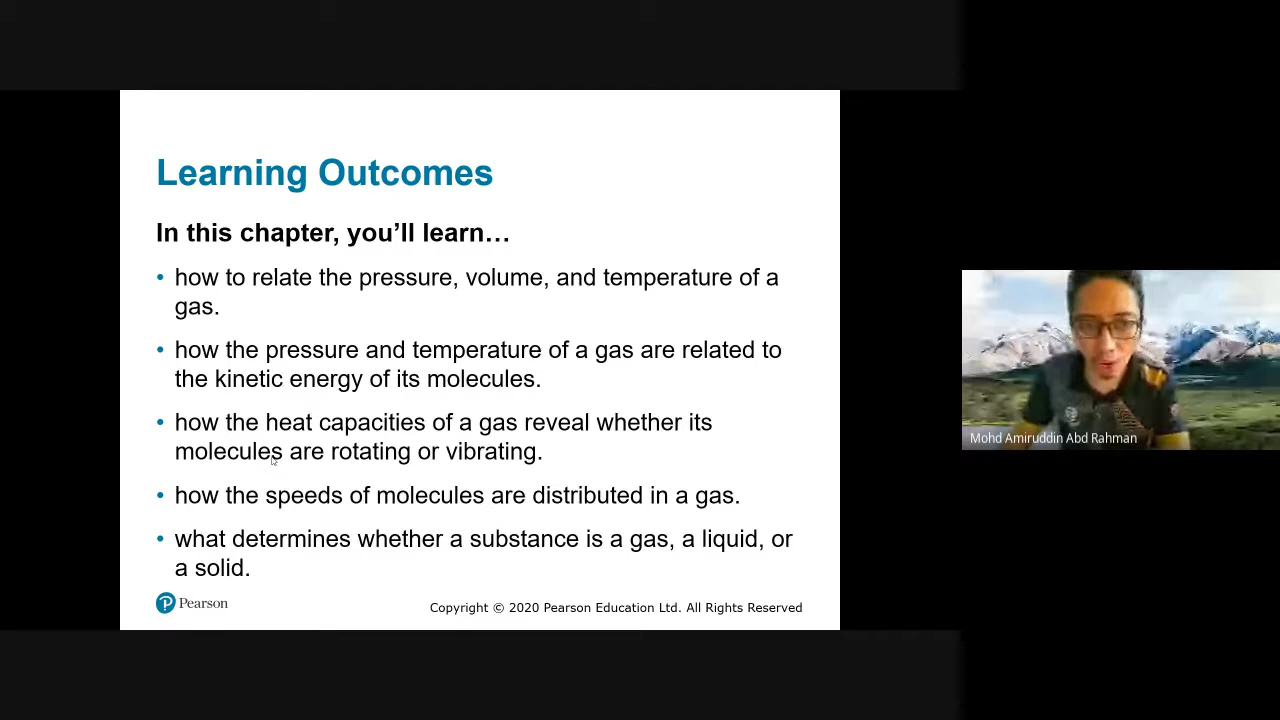 Learning Outcomes
In this chapter, you’ll learn…
• how to relate the pressure, volume, and temperature of a
gas.
• how the pressure and temperature of a gas are related to
the kinetic energy of its molecules.
• how the heat capacities of a gas reveal whether its
molecules are rotating or vibrating.
• how the speeds of molecules are distributed in a gas.
• what determines whether a substance is a gas, a liquid, or
a solid.
P Pearson
Copyright © 2020 Pearson Education Ltd. All Rights Reserved
Mohd Amiruddin Abd Rahman